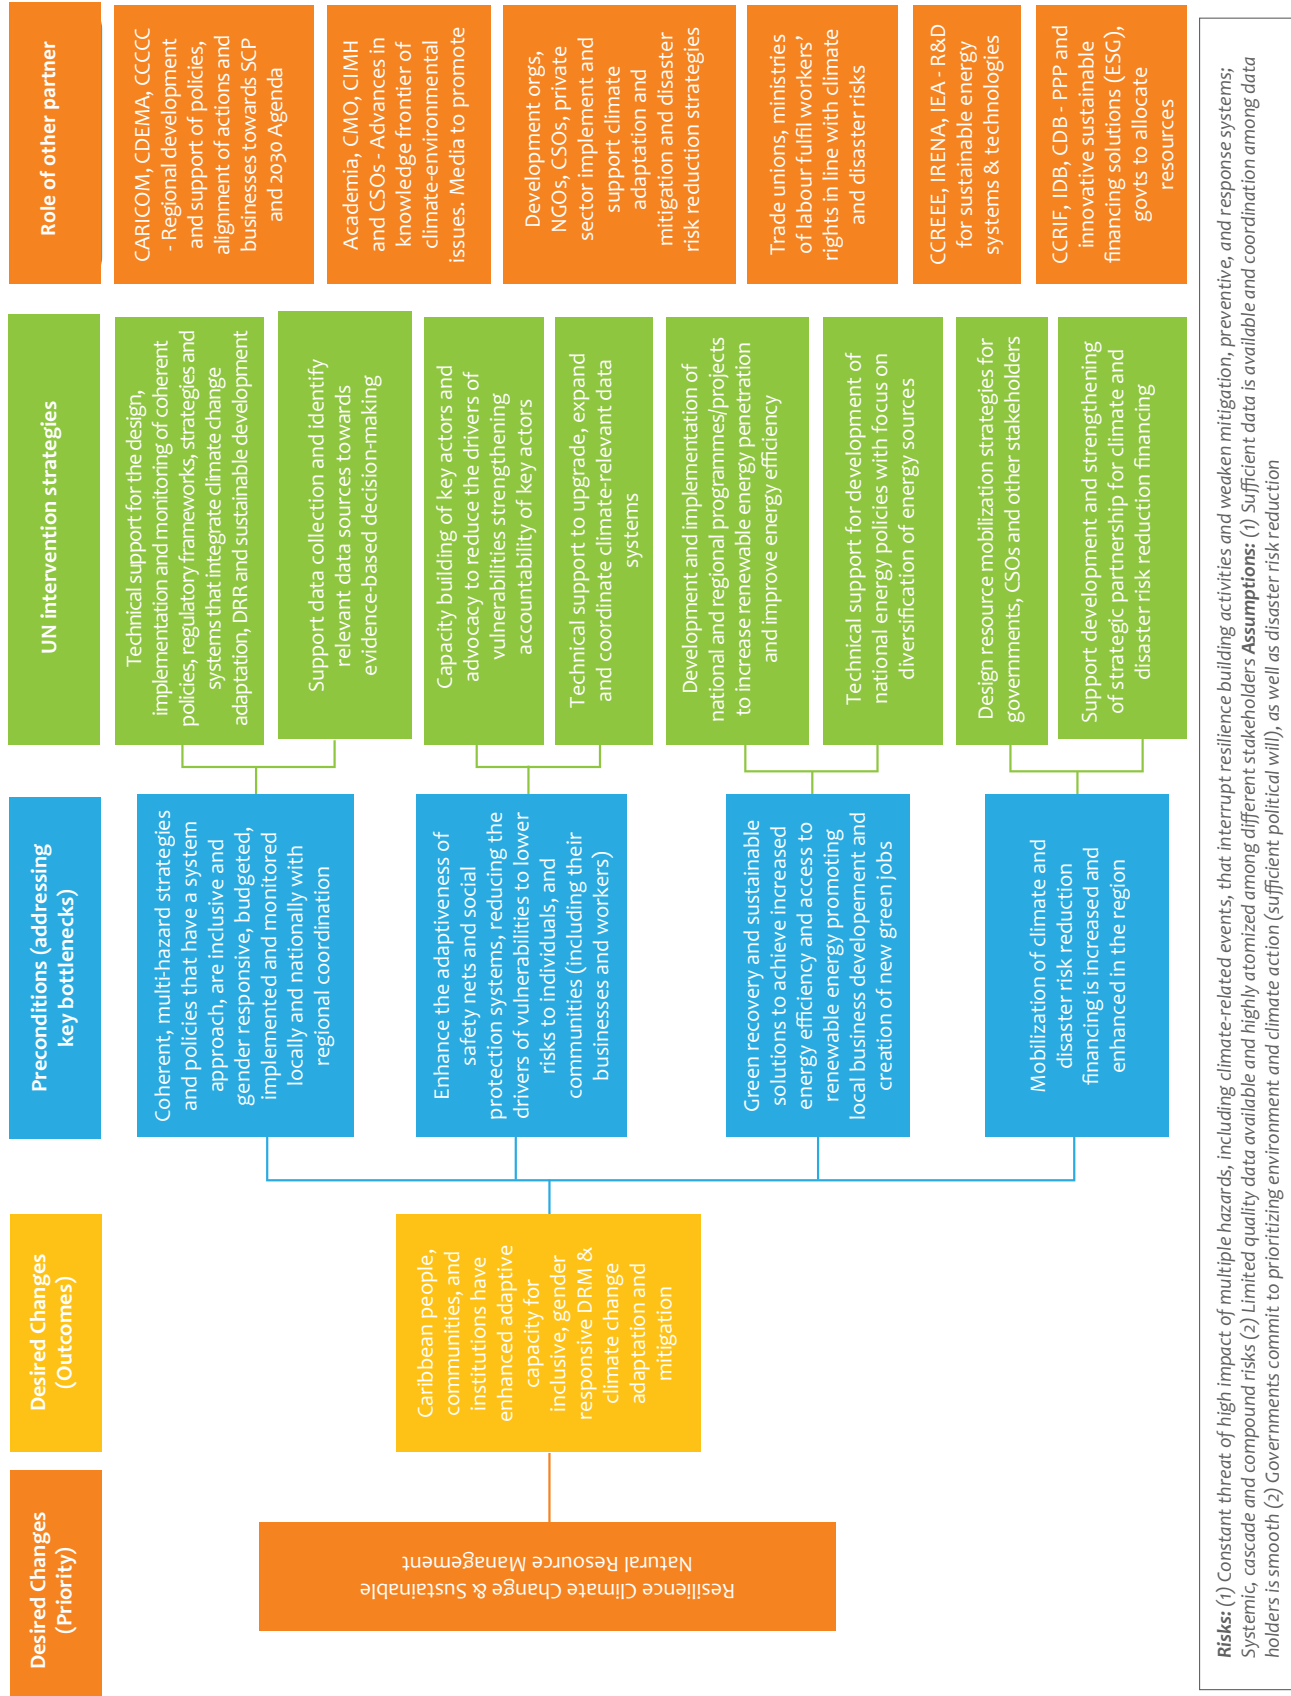 Desired Changes
(Priority)
Desired Changes
(Outcomes)
Preconditions (addressing
key bottlenecks)
UN intervention strategies
Role of other partner
Resilience Climate Change & Sustainable
Natural Resource Management
Caribbean people,
communities, and
institutions have
enhanced adaptive
capacity for
inclusive, gender
responsive DRM &
climate change
adaptation and
mitigation
Coherent, multi-hazard strategies
and policies that have a system
approach, are inclusive and
gender responsive, budgeted,
implemented and monitored
locally and nationally with
regional coordination
Enhance the adaptiveness of
safety nets and social
protection systems, reducing the
drivers of vulnerabilities to lower
risks to individuals, and
communities (including their
businesses and workers)
Green recovery and sustainable
solutions to achieve increased
energy efficiency and access to
renewable energy promoting
local business development and
creation of new green jobs
Mobilization of climate and
disaster risk reduction
financing is increased and
enhanced in the region
Technical support for the design,
implementation and monitoring of coherent
policies, regulatory frameworks, strategies and
systems that integrate climate change
adaptation, DRR and sustainable development
Support data collection and identify
relevant data sources towards
evidence-based decision-making
Capacity building of key actors and
advocacy to reduce the drivers of
vulnerabilities strengthening
accountability of key actors
Technical support to upgrade, expand
and coordinate climate-relevant data
systems
Development and implementation of
national and regional programmes/projects
to increase renewable energy penetration
and improve energy efficiency
Technical support for development of
national energy policies with focus on
diversification of energy sources
Design resource mobilization strategies for
governments, CSOs and other stakeholders
Support development and strengthening
of strategic partnership for climate and
disaster risk reduction financing
CARICOM, CDEMA, CCCCC
- Regional development
and support of policies,
alignment of actions and
businesses towards SCP
and 2030 Agenda
Academia, CMO, CIMH
and CSOs - Advances in
knowledge frontier of
climate-environmental
issues. Media to promote
Development orgs,
NGOs, CSOs, private
sector implement and
support climate
adaptation and
mitigation and disaster
risk reduction strategies
Trade unions, ministries
of labour fulfil workers'
rights in line with climate
and disaster risks
CCREEE, IRENA, IEA - R&D
for sustainable energy
systems & technologies
CCRIF, IDB, CDB - PPP and
innovative sustainable
financing solutions (ESG),
govts to allocate
resources
Risks: (1) Constant threat of high impact of multiple hazards, including climate-related events, that interrupt resilience building activities and weaken mitigation, preventive, and response systems;
Systemic, cascade and compound risks (2) Limited quality data available and highly atomized among different stakeholders Assumptions: (1) Sufficient data is available and coordination among data
holders is smooth (2) Governments commit to prioritizing environment and climate action (sufficient political will), as well as disaster risk reduction